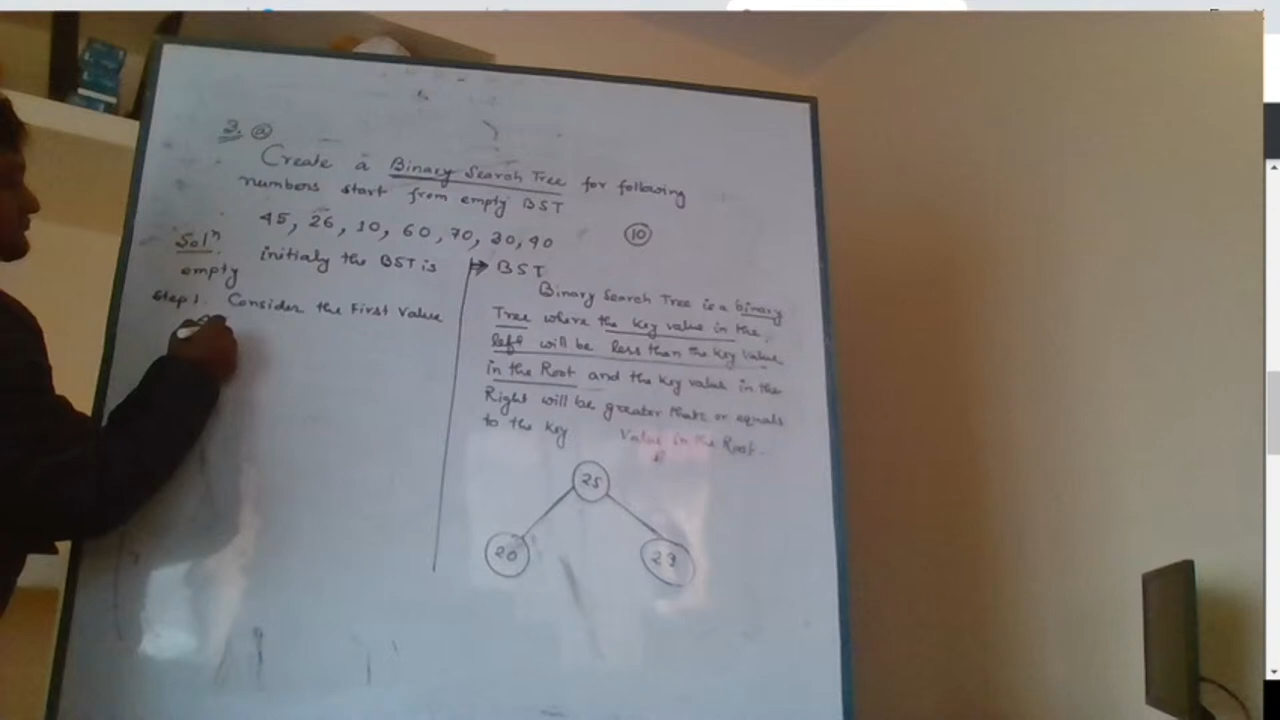 3. a
Create a Binary Search Tree for following
numbers start from empty BST
45, 26, 10, 60, 70, 30, 40
10
Solⁿ initialy the BST is
empty
Step 1. Consider the First Value
⇒ BST
Binary Search Tree is a binary
Tree where the key value in the
left will be less than the key value
in the Root and the key value in the
Right will be greater than or equals
to the key Value in the Root.
25
20 29